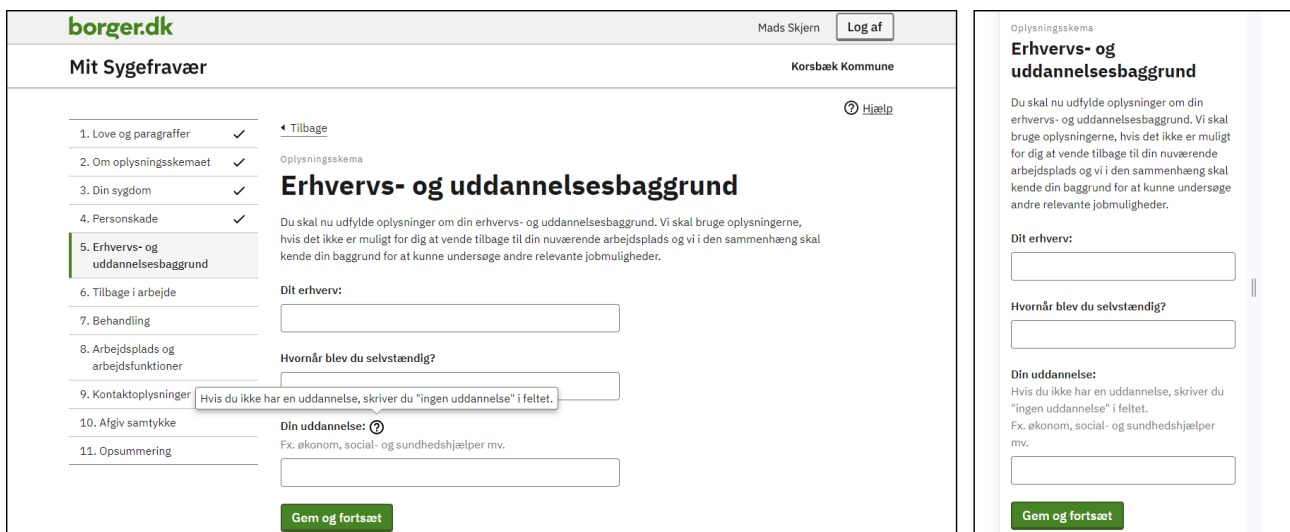 borger.dk
Mads Skjern
Log af
Mit Sygefravær
Korsbæk Kommune
Hjælp
1. Love og paragraffer
2. Om oplysningsskemaet
3. Din sygdom
4. Personskade
5. Erhvervs- og
uddannelsesbaggrund
6. Tilbage i arbejde
7. Behandling
8. Arbejdsplads og
arbejdsfunktioner
9. Kontaktoplysninger
10. Afgiv samtykke
11. Opsummering
Tilbage
Oplysningsskema
Erhvervs- og uddannelsesbaggrund
Du skal nu udfylde oplysninger om din erhvervs- og uddannelsesbaggrund. Vi skal bruge oplysningerne,
hvis det ikke er muligt for dig at vende tilbage til din nuværende arbejdsplads og vi i den sammenhæng skal
kende din baggrund for at kunne undersøge andre relevante jobmuligheder.
Dit erhverv:
Hvornår blev du selvstændig?
Hvis du ikke har en uddannelse, skriver du "ingen uddannelse" i feltet.
Din uddannelse:
Fx. økonom, social- og sundhedshjælper mv.
Gem og fortsæt
Oplysningsskema
Erhvervs- og
uddannelsesbaggrund
Du skal nu udfylde oplysninger om din
erhvervs- og uddannelsesbaggrund. Vi skal
bruge oplysningerne, hvis det ikke er muligt
for dig at vende tilbage til din nuværende
arbejdsplads og vi i den sammenhæng skal
kende din baggrund for at kunne undersøge
andre relevante jobmuligheder.
Dit erhverv:
Hvornår blev du selvstændig?
Din uddannelse:
Hvis du ikke har en uddannelse, skriver du
"ingen uddannelse" i feltet.
Fx. økonom, social- og sundhedshjælper
mv.
Gem og fortsæt